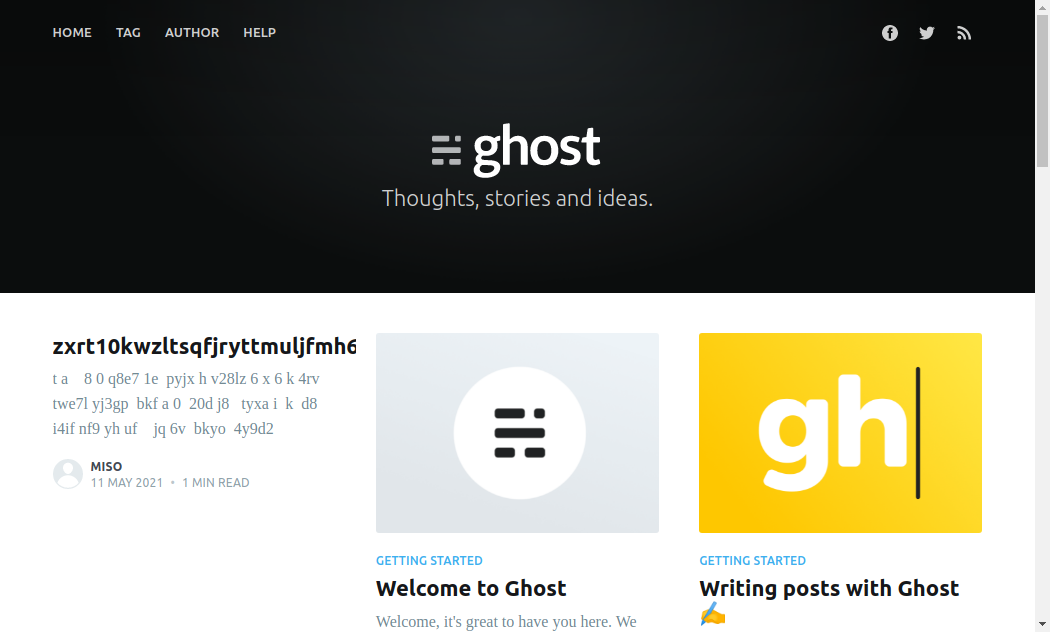 HOME TAG AUTHOR HELP
ghost
Thoughts, stories and ideas.
zxrt10kwzltsqfjryttmuljfmh6
t a 8 0 q8e7 1e pyjx h v28lz 6 x 6 k 4rv
twe7l yj3gp bkf a 0 20d j8 tyxa i k d8
i4if nf9 yh uf jq 6v bkyo 4y9d2
MISO
11 MAY 2021 • 1 MIN READ
GETTING STARTED
Welcome to Ghost
Welcome, it's great to have you here. We
gh
GETTING STARTED
Writing posts with Ghost
✍️